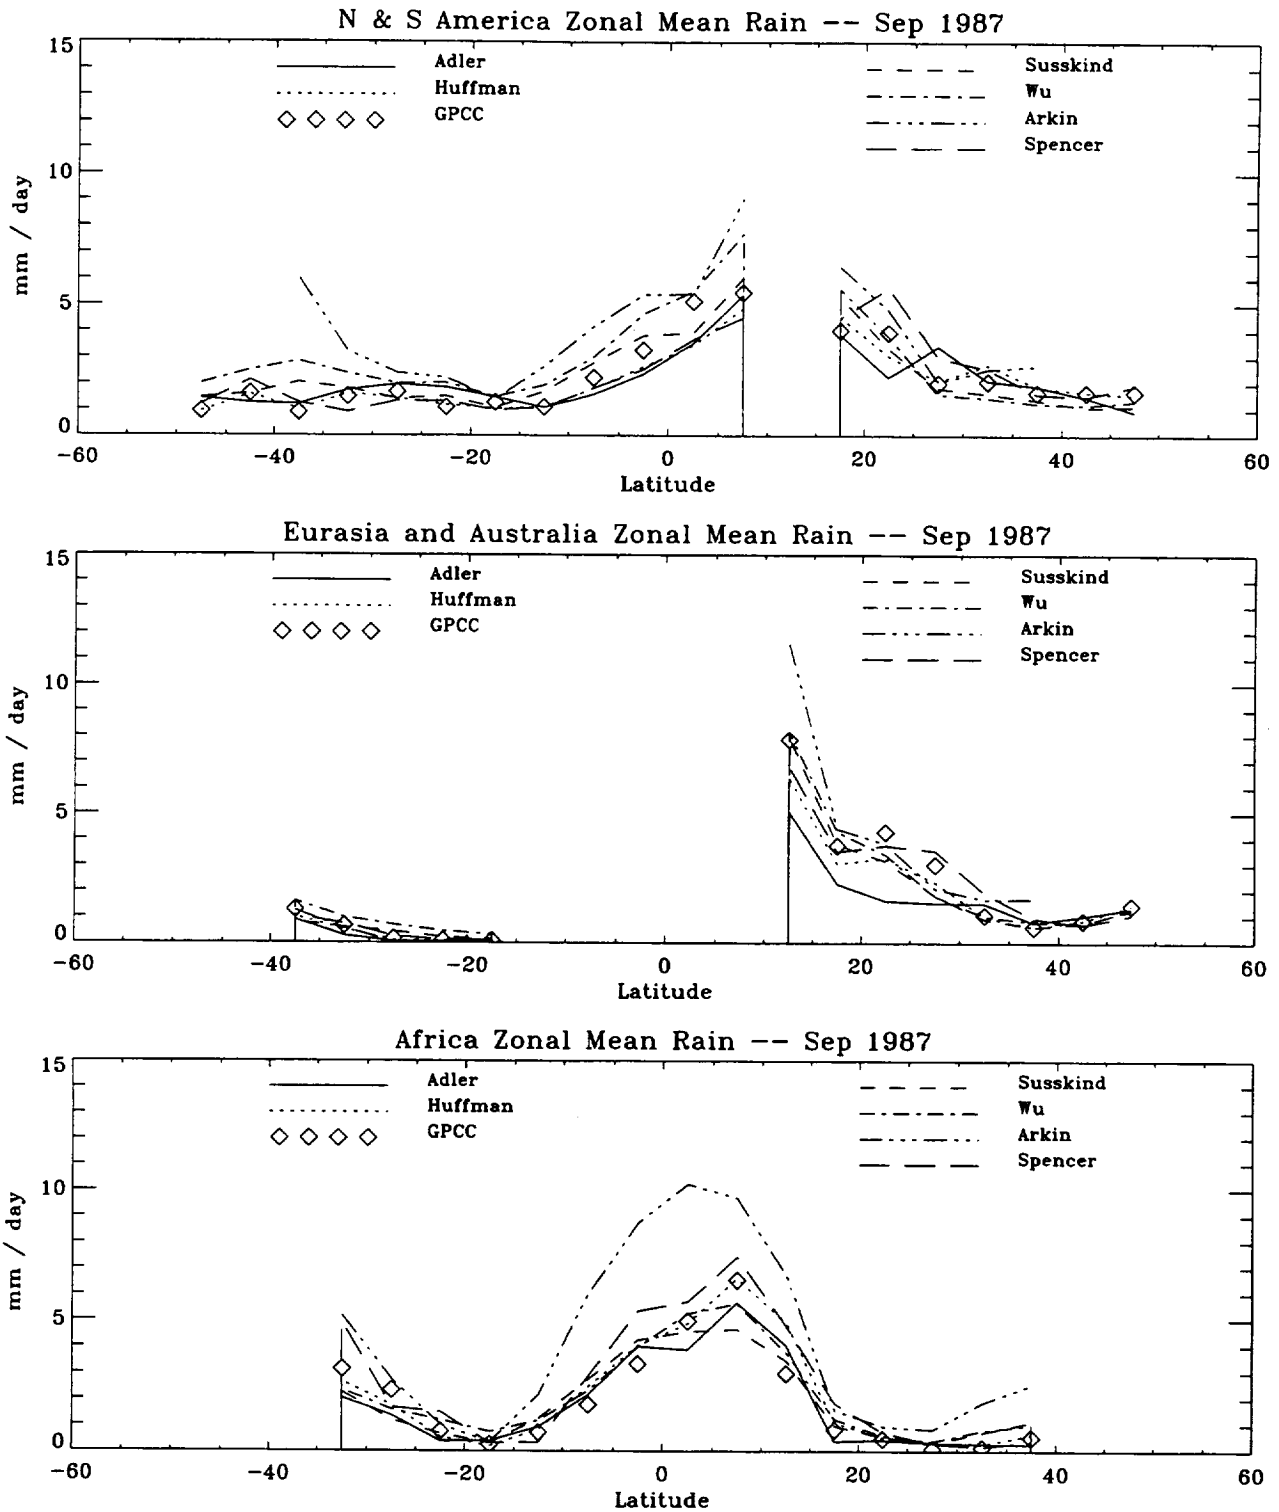 N & S America Zonal Mean Rain -- Sep 1987
15
10
5
0
mm / day
Adler
Huffman
GPCC
Susskind
Wu
Arkin
Spencer
-60 -40 -20 0 20 40 60
Latitude
Eurasia and Australia Zonal Mean Rain -- Sep 1987
15
10
5
0
mm / day
Adler
Huffman
GPCC
Susskind
Wu
Arkin
Spencer
-60 -40 -20 0 20 40 60
Latitude
Africa Zonal Mean Rain -- Sep 1987
15
10
5
0
mm / day
Adler
Huffman
GPCC
Susskind
Wu
Arkin
Spencer
-60 -40 -20 0 20 40 60
Latitude